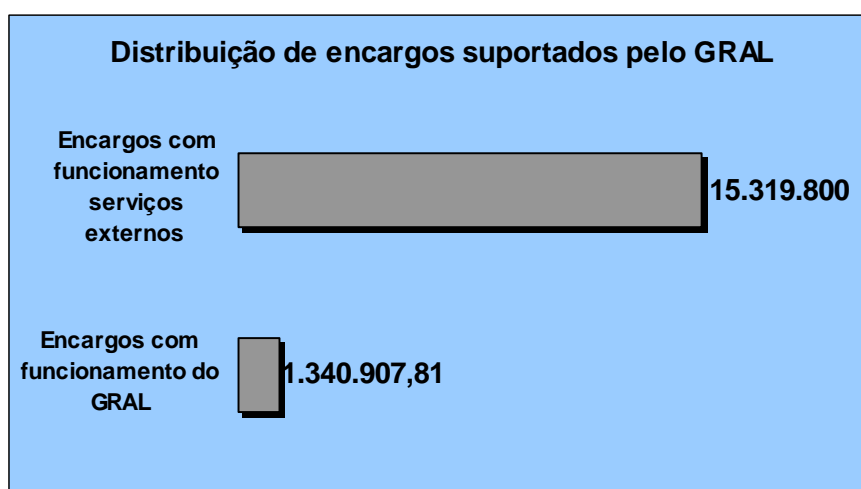 Distribuição de encargos suportados pelo GRAL
Encargos com
funcionamento
serviços
externos
15.319.800
Encargos com
funcionamento do
GRAL
1.340.907,81